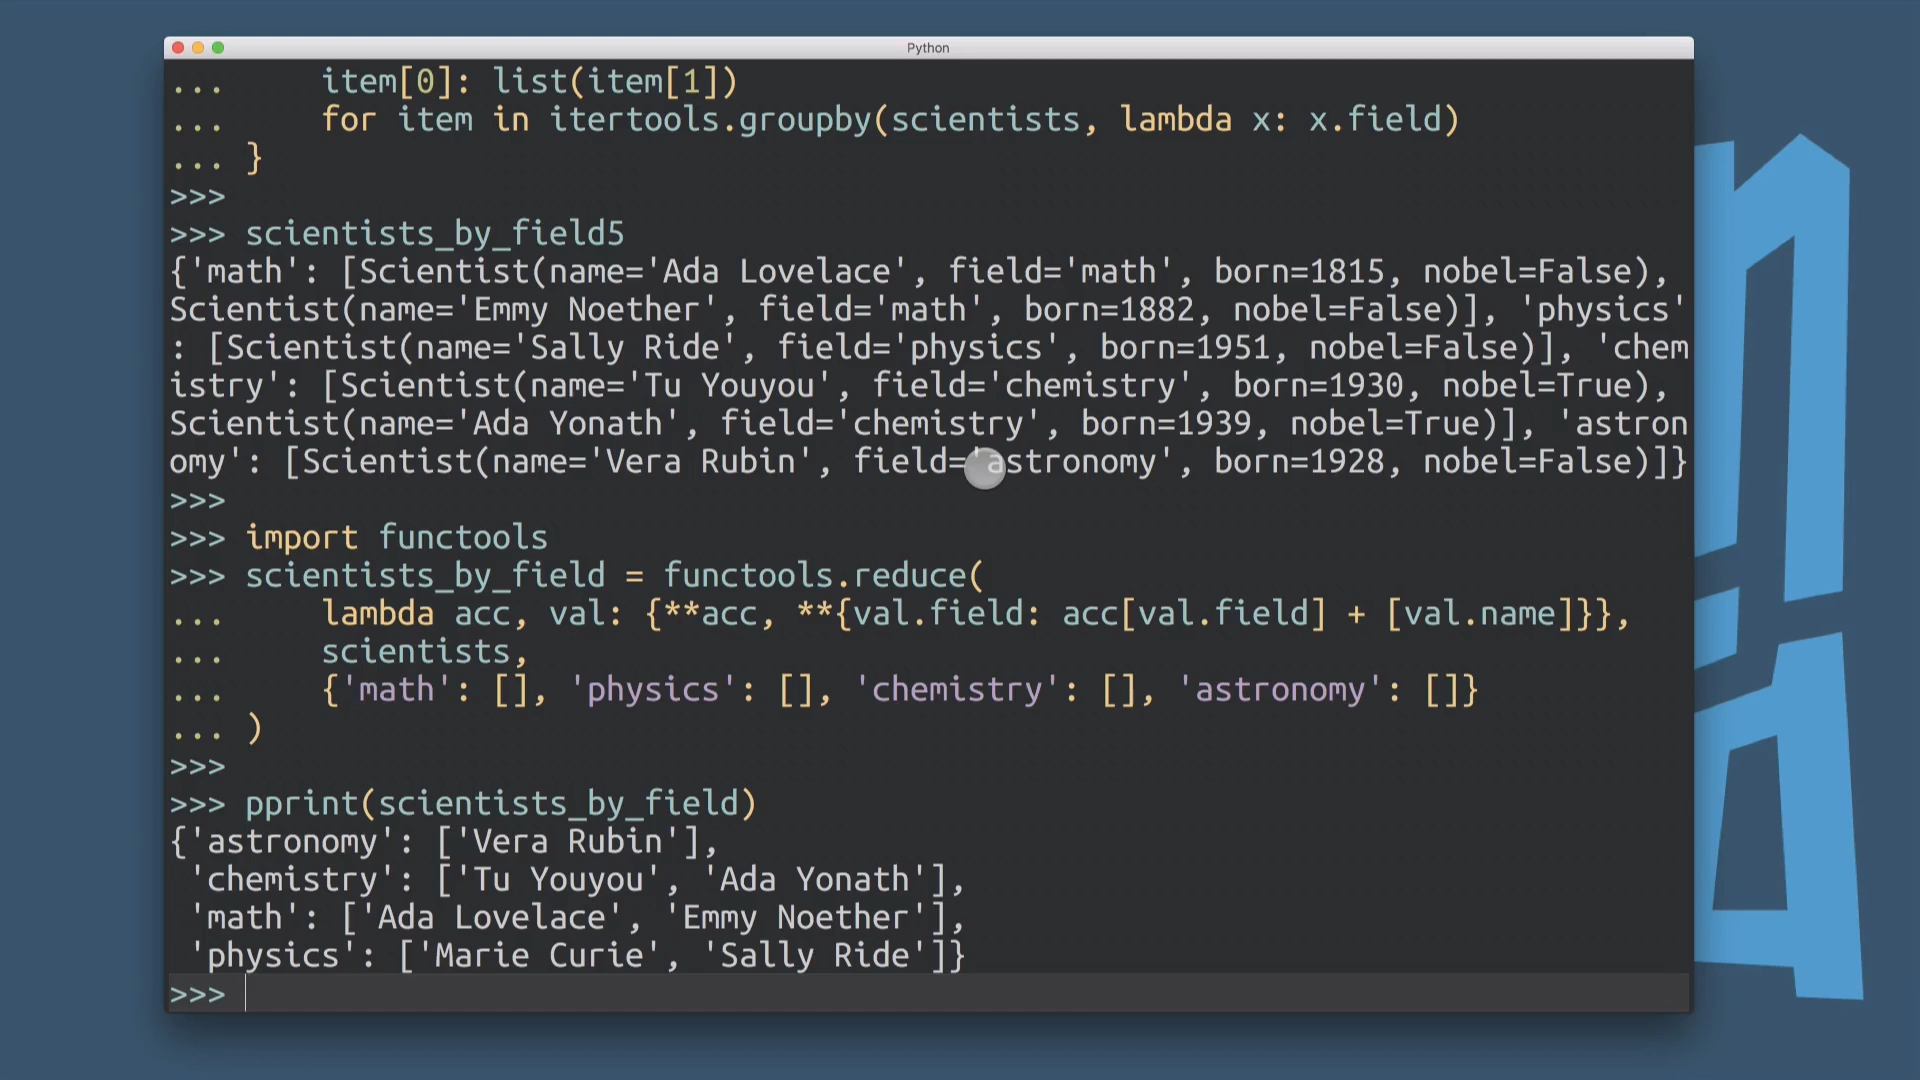 Python
...     item[0]: list(item[1])
...     for item in itertools.groupby(scientists, lambda x: x.field)
... }
>>>
>>> scientists_by_field5
{'math': [Scientist(name='Ada Lovelace', field='math', born=1815, nobel=False),
Scientist(name='Emmy Noether', field='math', born=1882, nobel=False)], 'physics'
: [Scientist(name='Sally Ride', field='physics', born=1951, nobel=False)], 'chem
istry': [Scientist(name='Tu Youyou', field='chemistry', born=1930, nobel=True),
Scientist(name='Ada Yonath', field='chemistry', born=1939, nobel=True)], 'astron
omy': [Scientist(name='Vera Rubin', field='astronomy', born=1928, nobel=False)]}
>>>
>>> import functools
>>> scientists_by_field = functools.reduce(
...     lambda acc, val: {**acc, **{val.field: acc[val.field] + [val.name]}},
...     scientists,
...     {'math': [], 'physics': [], 'chemistry': [], 'astronomy': []}
... )
>>>
>>> pprint(scientists_by_field)
{'astronomy': ['Vera Rubin'],
 'chemistry': ['Tu Youyou', 'Ada Yonath'],
 'math': ['Ada Lovelace', 'Emmy Noether'],
 'physics': ['Marie Curie', 'Sally Ride']}
>>>